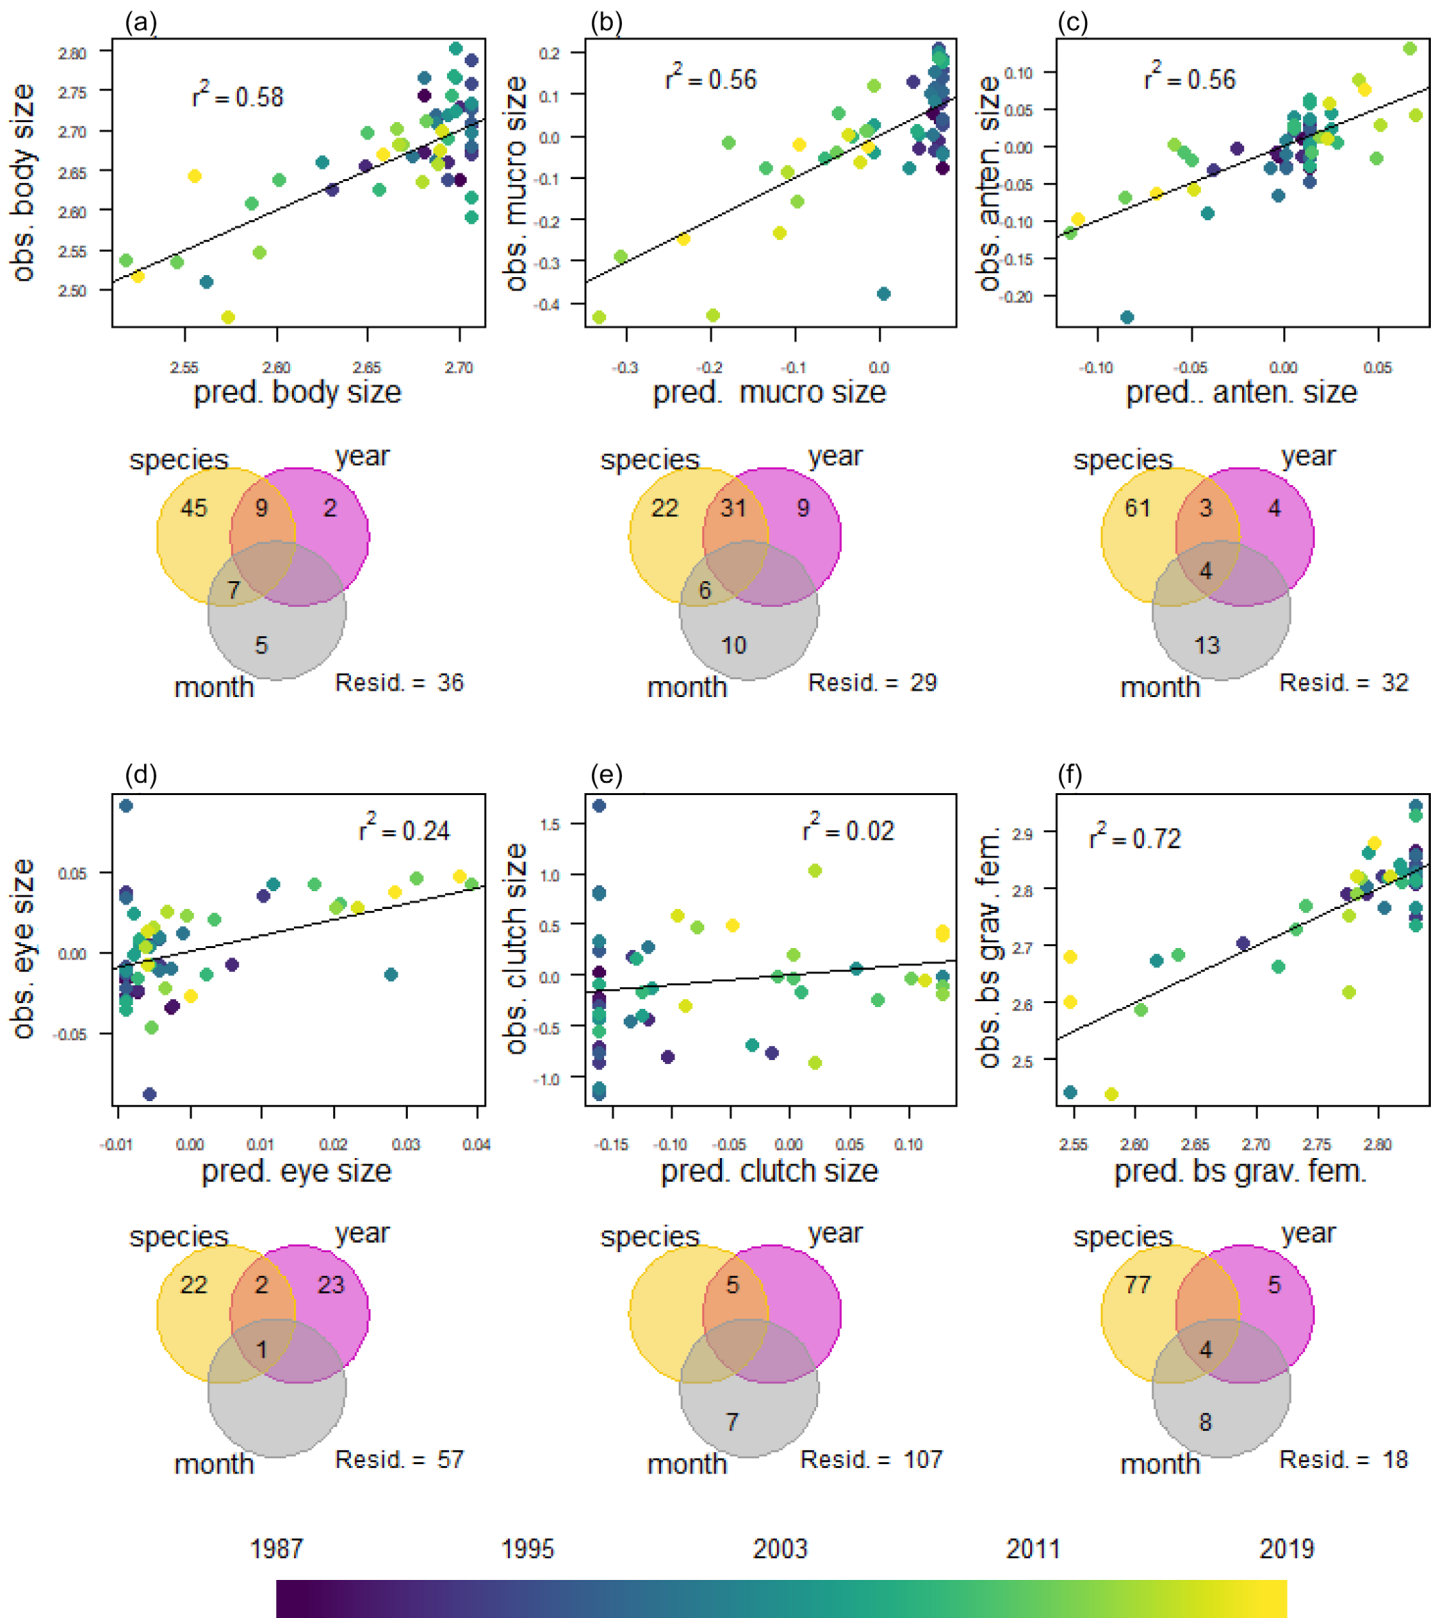 (a) (b) (c)
obs. body size
2.80
2.75
2.70
2.65
2.60
2.55
2.50
r2 = 0.58
2.55 2.60 2.65 2.70
pred. body size
obs. mucro size
0.2
0.1
0.0
-0.1
-0.2
-0.3
-0.4
r2 = 0.56
-0.3 -0.2 -0.1 0.0
pred. mucro size
obs. anten. size
0.10
0.05
0.00
-0.05
-0.10
-0.15
-0.20
r2 = 0.56
-0.10 -0.05 0.00 0.05
pred.. anten. size
species year
45 9 2
7
5
month Resid. = 36
species year
22 31 9
6
10
month Resid. = 29
species year
61 3 4
4
13
month Resid. = 32
(d) (e) (f)
obs. eye size
0.05
0.00
-0.05
r2 = 0.24
-0.01 0.00 0.01 0.02 0.03 0.04
pred. eye size
obs. clutch size
1.5
1.0
0.5
0.0
-0.5
-1.0
r2 = 0.02
-0.15 -0.10 -0.05 0.00 0.05 0.10
pred. clutch size
obs. bs grav. fem.
2.9
2.8
2.7
2.6
2.5
r2 = 0.72
2.55 2.60 2.65 2.70 2.75 2.80
pred. bs grav. fem.
species year
22 2 23
1
month Resid. = 57
species year
5
7
month Resid. = 107
species year
77 5
4
8
month Resid. = 18
1987 1995 2003 2011 2019